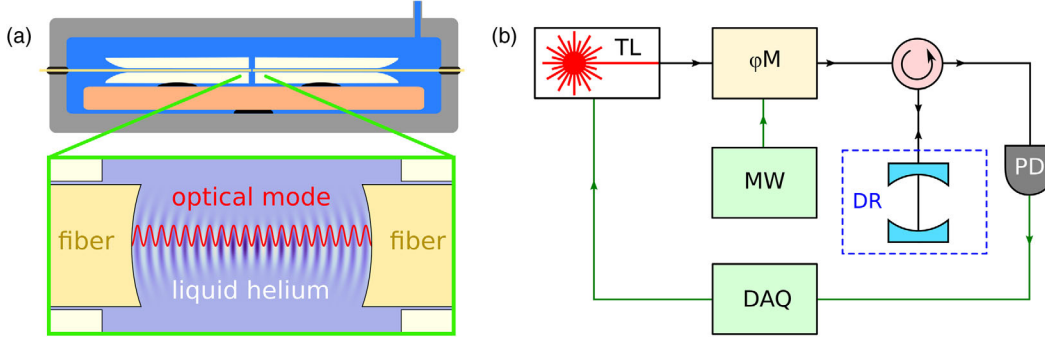 (a)
optical mode
fiber
fiber
liquid helium
(b)
TL
φM
MW
DR
PD
DAQ